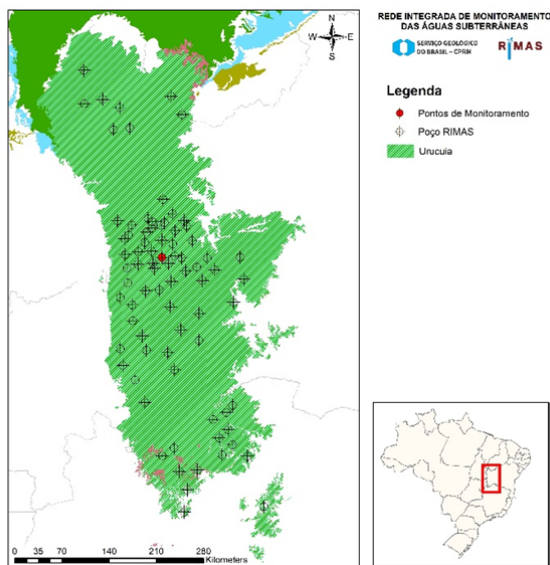 REDE INTEGRADA DE MONITORAMENTO
DAS ÁGUAS SUBTERRÂNEAS
SERVIÇO GEOLÓGICO
DO BRASIL – CPRM
RIMAS
Legenda
Pontos de Monitoramento
Poço RIMAS
Urucuia
N
W E
S
0 35 70 140 210 280
Kilometers